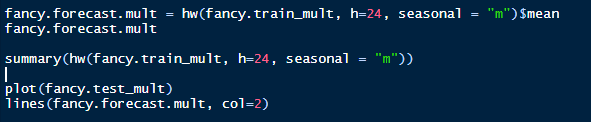 fancy.forecast.mult = hw(fancy.train_mult, h=24, seasonal = "m")$mean
fancy.forecast.mult
summary(hw(fancy.train_mult, h=24, seasonal = "m"))
plot(fancy.test_mult)
lines(fancy.forecast.mult, col=2)